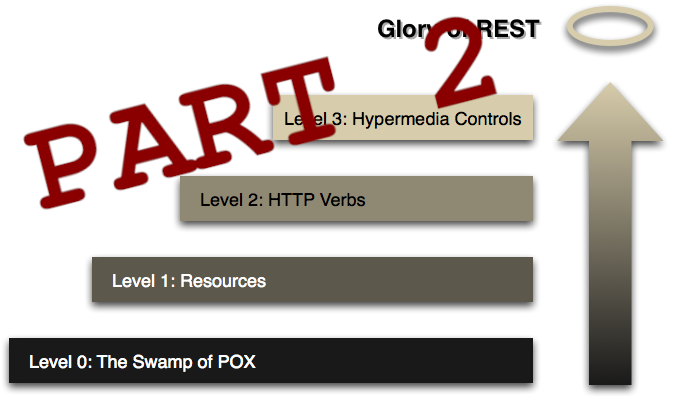 Glory of REST
PART 2
Level 3: Hypermedia Controls
Level 2: HTTP Verbs
Level 1: Resources
Level 0: The Swamp of POX